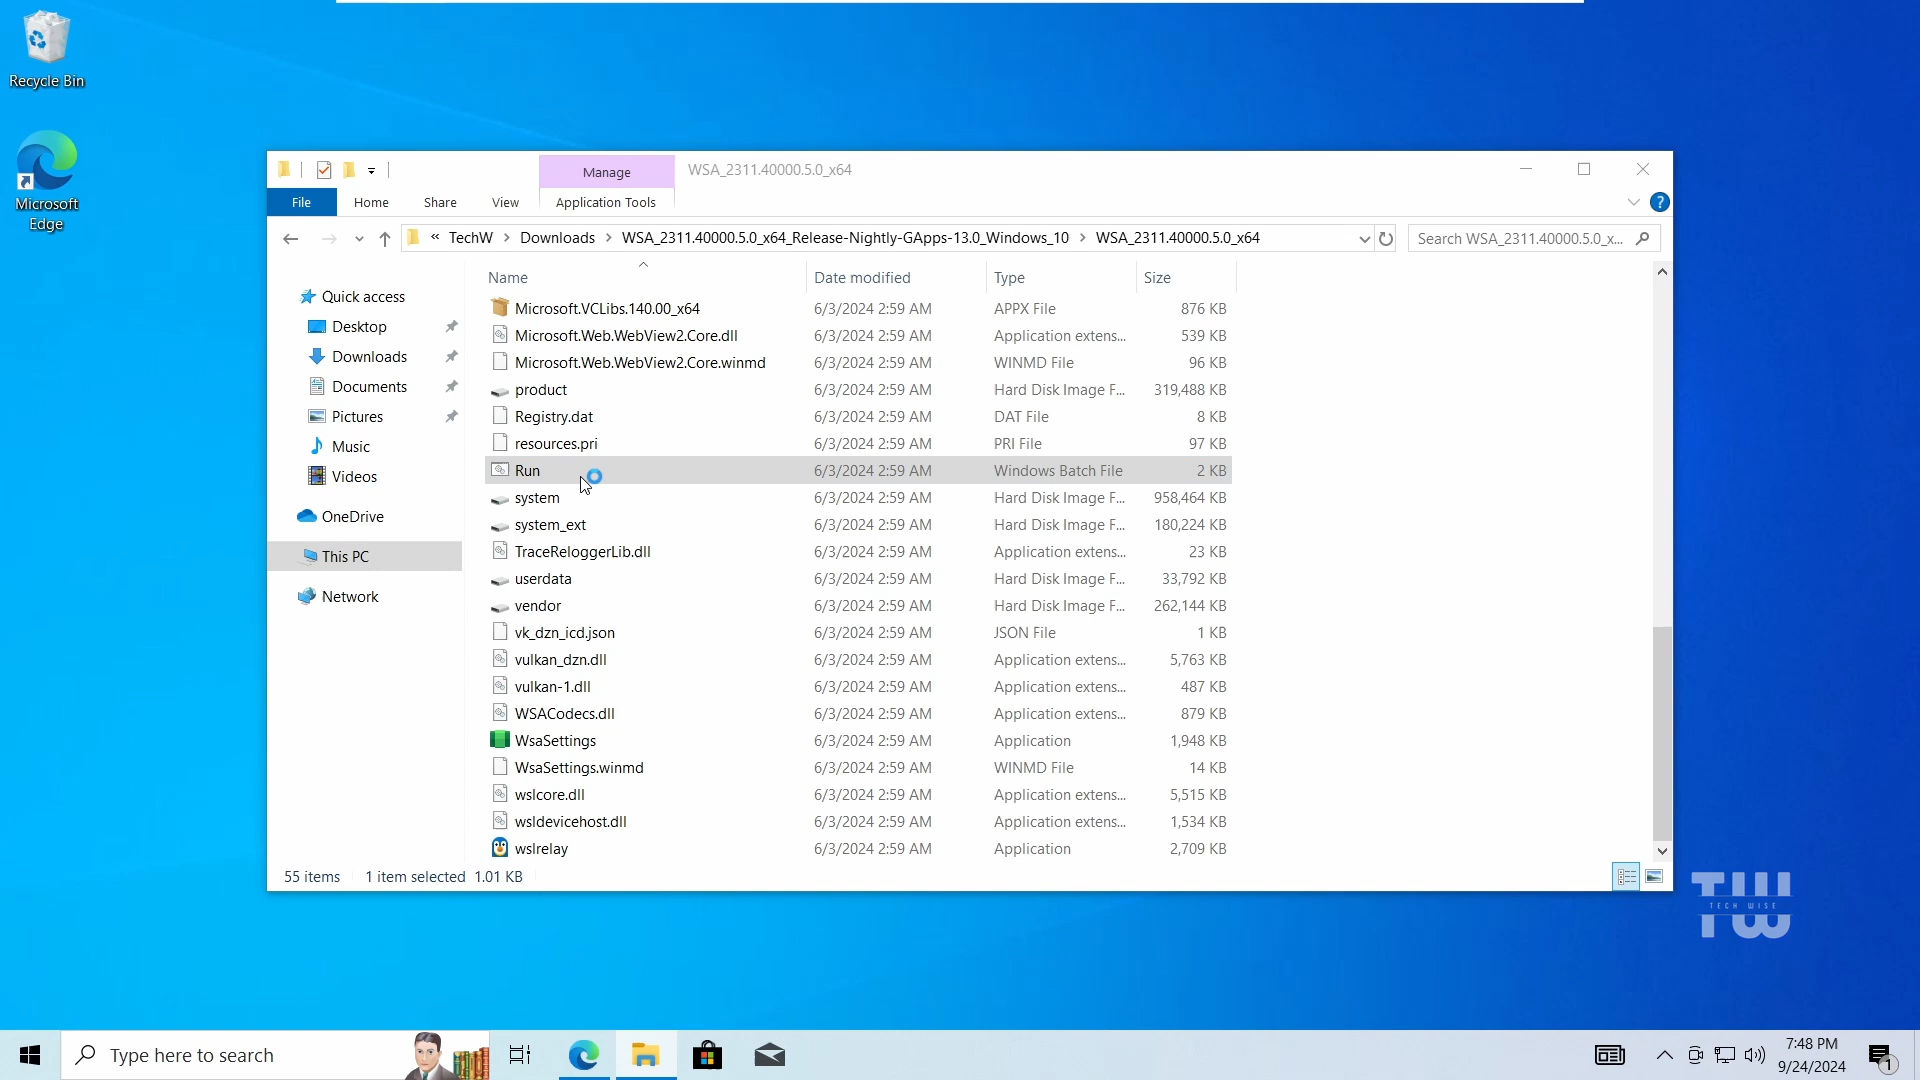 Recycle Bin
Microsoft
Edge
Manage
WSA_2311.40000.5.0_x64
File
Home
Share
View
Application Tools
?
« TechW > Downloads > WSA_2311.40000.5.0_x64_Release-Nightly-GApps-13.0_Windows_10 > WSA_2311.40000.5.0_x64
Search WSA_2311.40000.5.0_x...
Quick access
Desktop
Downloads
Documents
Pictures
Music
Videos
OneDrive
This PC
Network
Name Date modified Type Size
Microsoft.VCLibs.140.00_x64 6/3/2024 2:59 AM APPX File 876 KB
Microsoft.Web.WebView2.Core.dll 6/3/2024 2:59 AM Application extens... 539 KB
Microsoft.Web.WebView2.Core.winmd 6/3/2024 2:59 AM WINMD File 96 KB
product 6/3/2024 2:59 AM Hard Disk Image F... 319,488 KB
Registry.dat 6/3/2024 2:59 AM DAT File 8 KB
resources.pri 6/3/2024 2:59 AM PRI File 97 KB
Run 6/3/2024 2:59 AM Windows Batch File 2 KB
system 6/3/2024 2:59 AM Hard Disk Image F... 958,464 KB
system_ext 6/3/2024 2:59 AM Hard Disk Image F... 180,224 KB
TraceReloggerLib.dll 6/3/2024 2:59 AM Application extens... 23 KB
userdata 6/3/2024 2:59 AM Hard Disk Image F... 33,792 KB
vendor 6/3/2024 2:59 AM Hard Disk Image F... 262,144 KB
vk_dzn_icd.json 6/3/2024 2:59 AM JSON File 1 KB
vulkan_dzn.dll 6/3/2024 2:59 AM Application extens... 5,763 KB
vulkan-1.dll 6/3/2024 2:59 AM Application extens... 487 KB
WSACodecs.dll 6/3/2024 2:59 AM Application extens... 879 KB
WsaSettings 6/3/2024 2:59 AM Application 1,948 KB
WsaSettings.winmd 6/3/2024 2:59 AM WINMD File 14 KB
wslcore.dll 6/3/2024 2:59 AM Application extens... 5,515 KB
wsldevicehost.dll 6/3/2024 2:59 AM Application extens... 1,534 KB
wslrelay 6/3/2024 2:59 AM Application 2,709 KB
55 items 1 item selected 1.01 KB
TW
TECH WISE
Type here to search
7:48 PM
9/24/2024
1